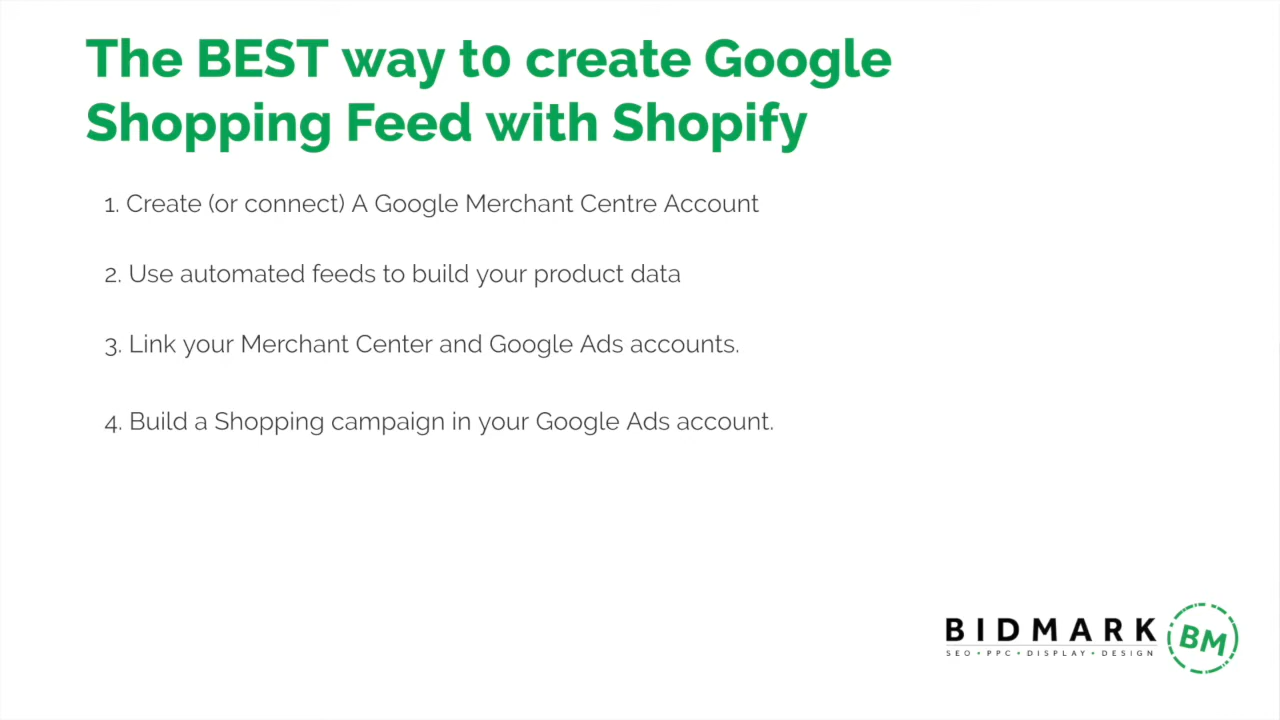 The BEST way t0 create Google
Shopping Feed with Shopify
1. Create (or connect) A Google Merchant Centre Account
2. Use automated feeds to build your product data
3. Link your Merchant Center and Google Ads accounts.
4. Build a Shopping campaign in your Google Ads account.
BIDMARK
SEO • PPC • DISPLAY • DESIGN
BM